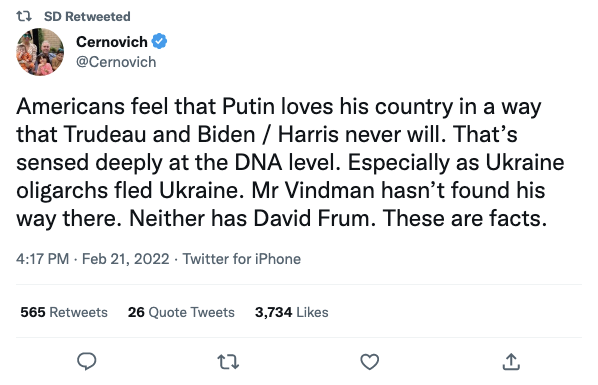 SD Retweeted
Cernovich
@Cernovich
Americans feel that Putin loves his country in a way
that Trudeau and Biden / Harris never will. That’s
sensed deeply at the DNA level. Especially as Ukraine
oligarchs fled Ukraine. Mr Vindman hasn’t found his
way there. Neither has David Frum. These are facts.
4:17 PM · Feb 21, 2022 · Twitter for iPhone
565 Retweets 26 Quote Tweets 3,734 Likes